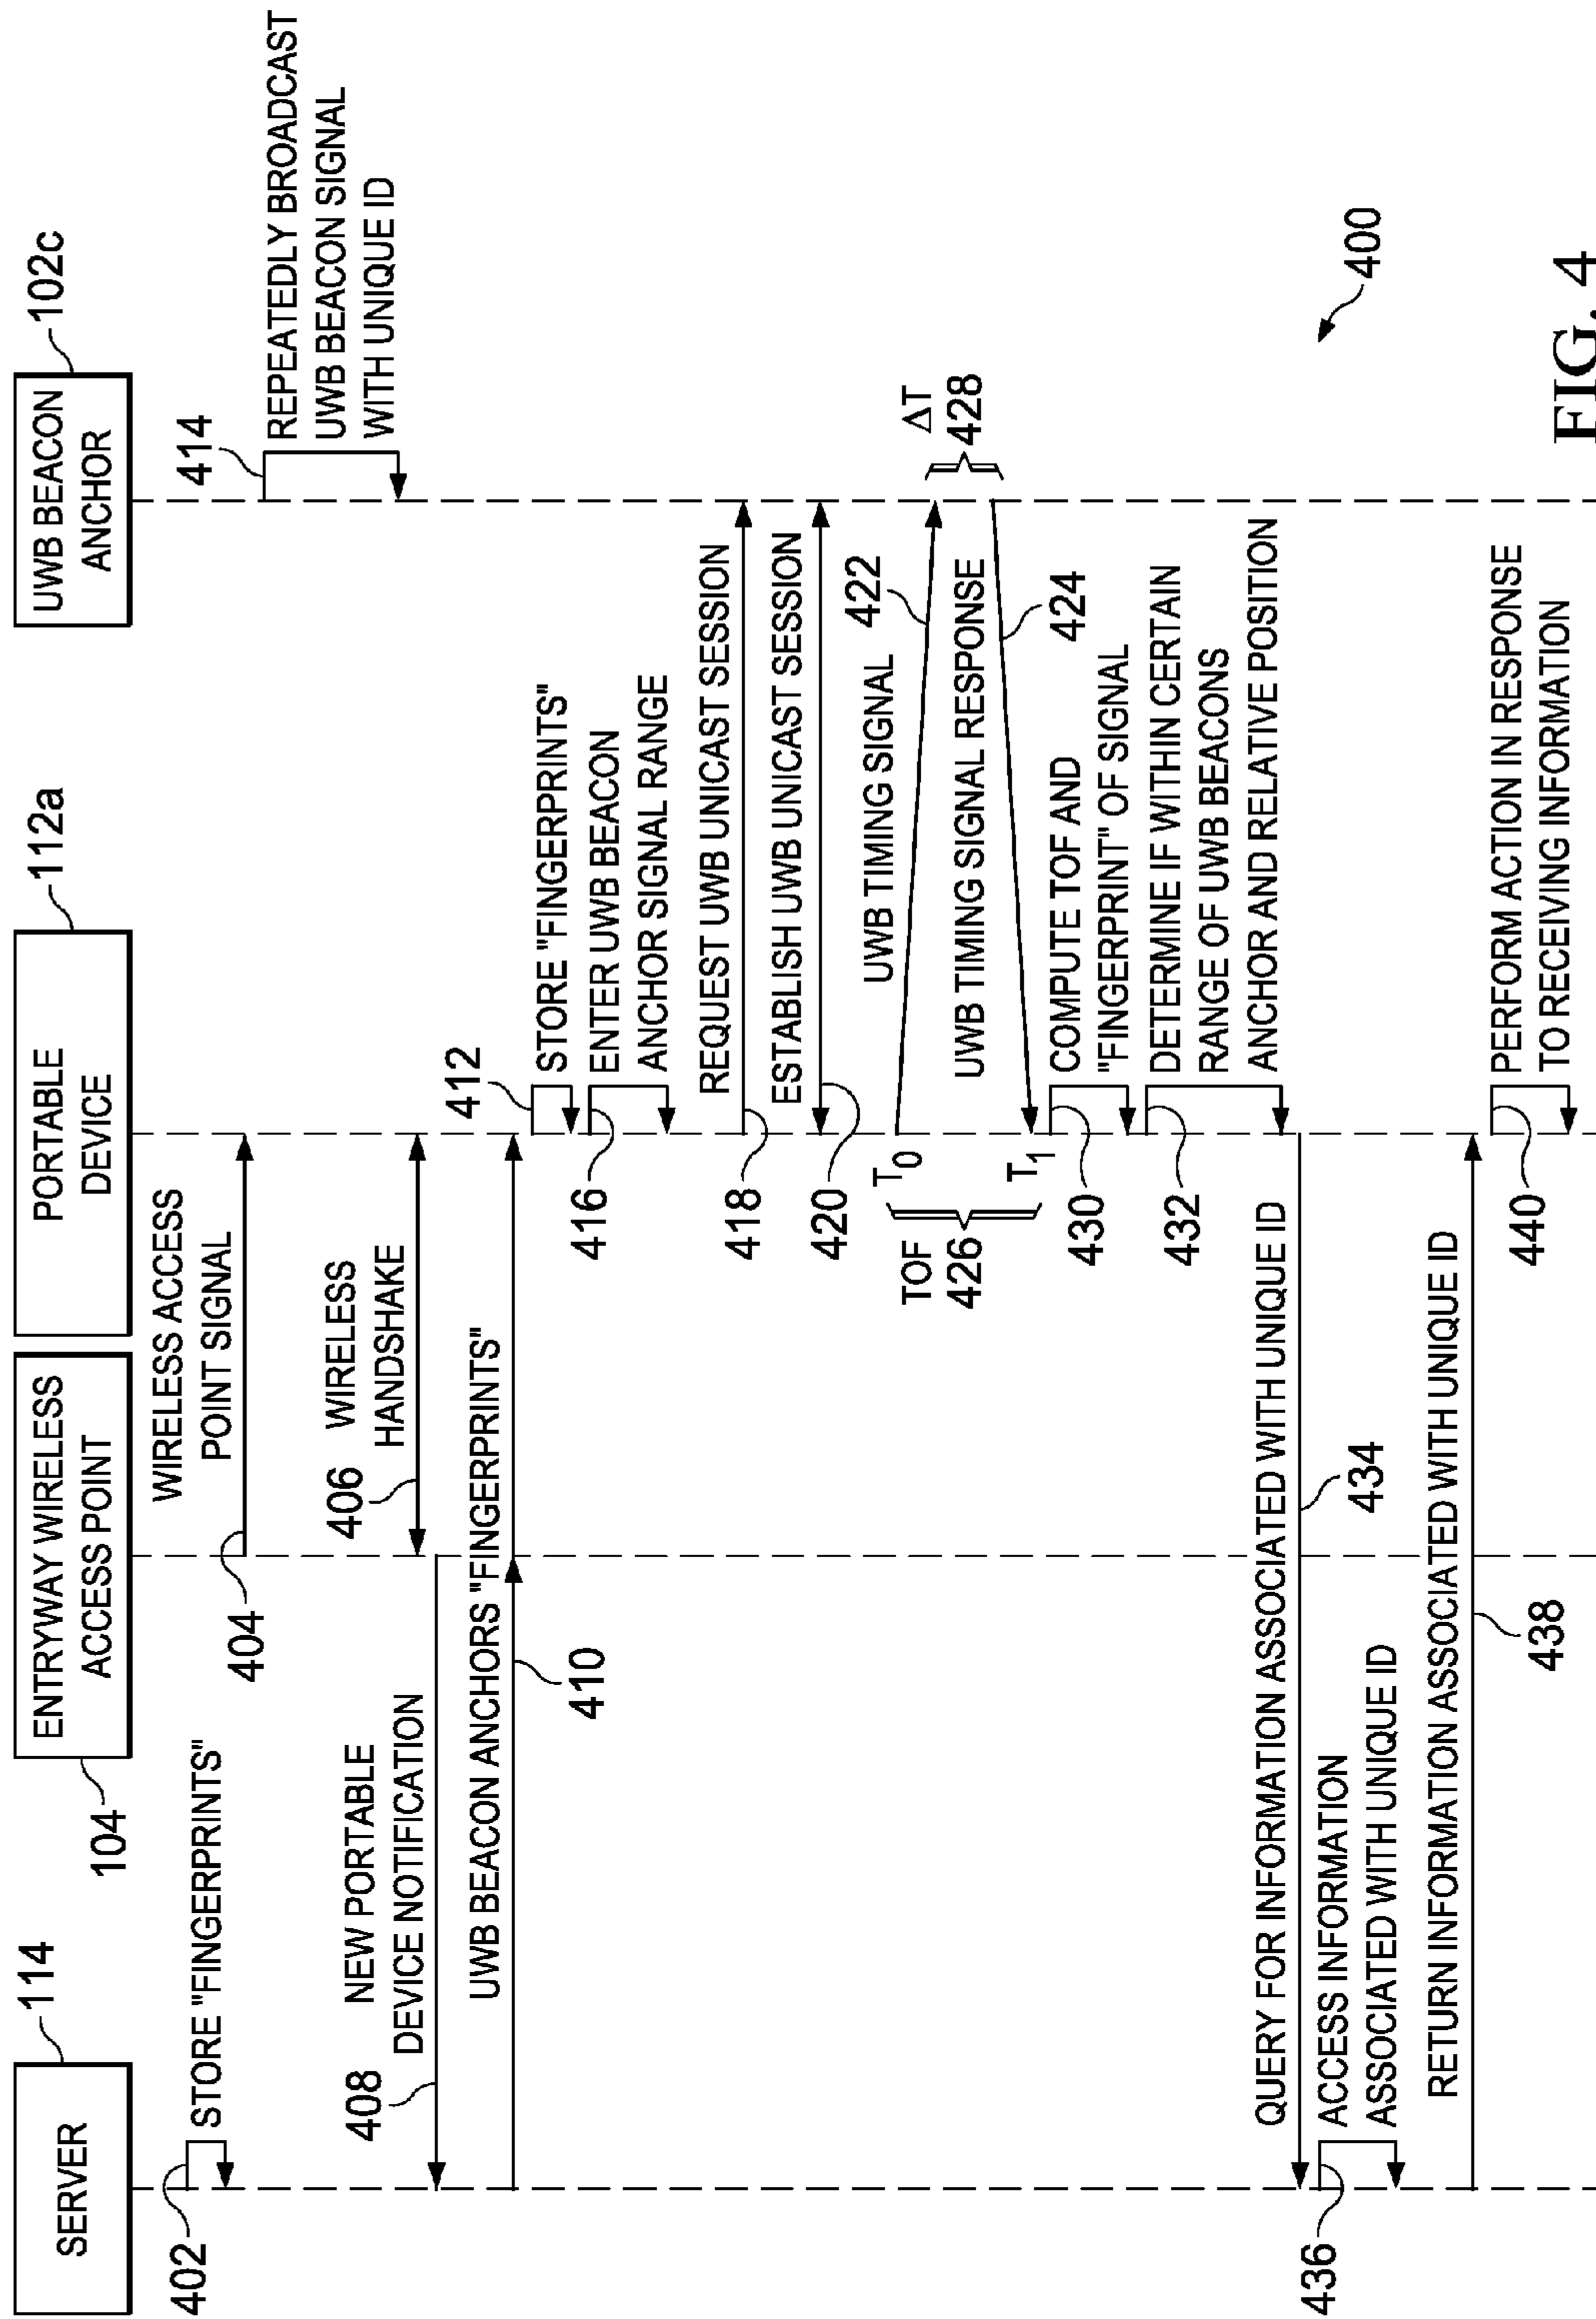 SERVER
114
ENTRYWAY WIRELESS
ACCESS POINT
104
PORTABLE
DEVICE
112a
UWB BEACON
ANCHOR
102c
402
STORE "FINGERPRINTS"
WIRELESS ACCESS
POINT SIGNAL
404
414
REPEATEDLY BROADCAST
UWB BEACON SIGNAL
WITH UNIQUE ID
406
WIRELESS
HANDSHAKE
408
NEW PORTABLE
DEVICE NOTIFICATION
UWB BEACON ANCHORS "FINGERPRINTS"
410
412
STORE "FINGERPRINTS"
416
ENTER UWB BEACON
ANCHOR SIGNAL RANGE
REQUEST UWB UNICAST SESSION
418
ESTABLISH UWB UNICAST SESSION
420
UWB TIMING SIGNAL
422
T0
TOF
426
T1
ΔT
428
UWB TIMING SIGNAL RESPONSE
424
430
COMPUTE TOF AND
"FINGERPRINT" OF SIGNAL
432
DETERMINE IF WITHIN CERTAIN
RANGE OF UWB BEACONS
ANCHOR AND RELATIVE POSITION
QUERY FOR INFORMATION ASSOCIATED WITH UNIQUE ID
434
436
ACCESS INFORMATION
ASSOCIATED WITH UNIQUE ID
RETURN INFORMATION ASSOCIATED WITH UNIQUE ID
438
440
PERFORM ACTION IN RESPONSE
TO RECEIVING INFORMATION
400
FIG. 4